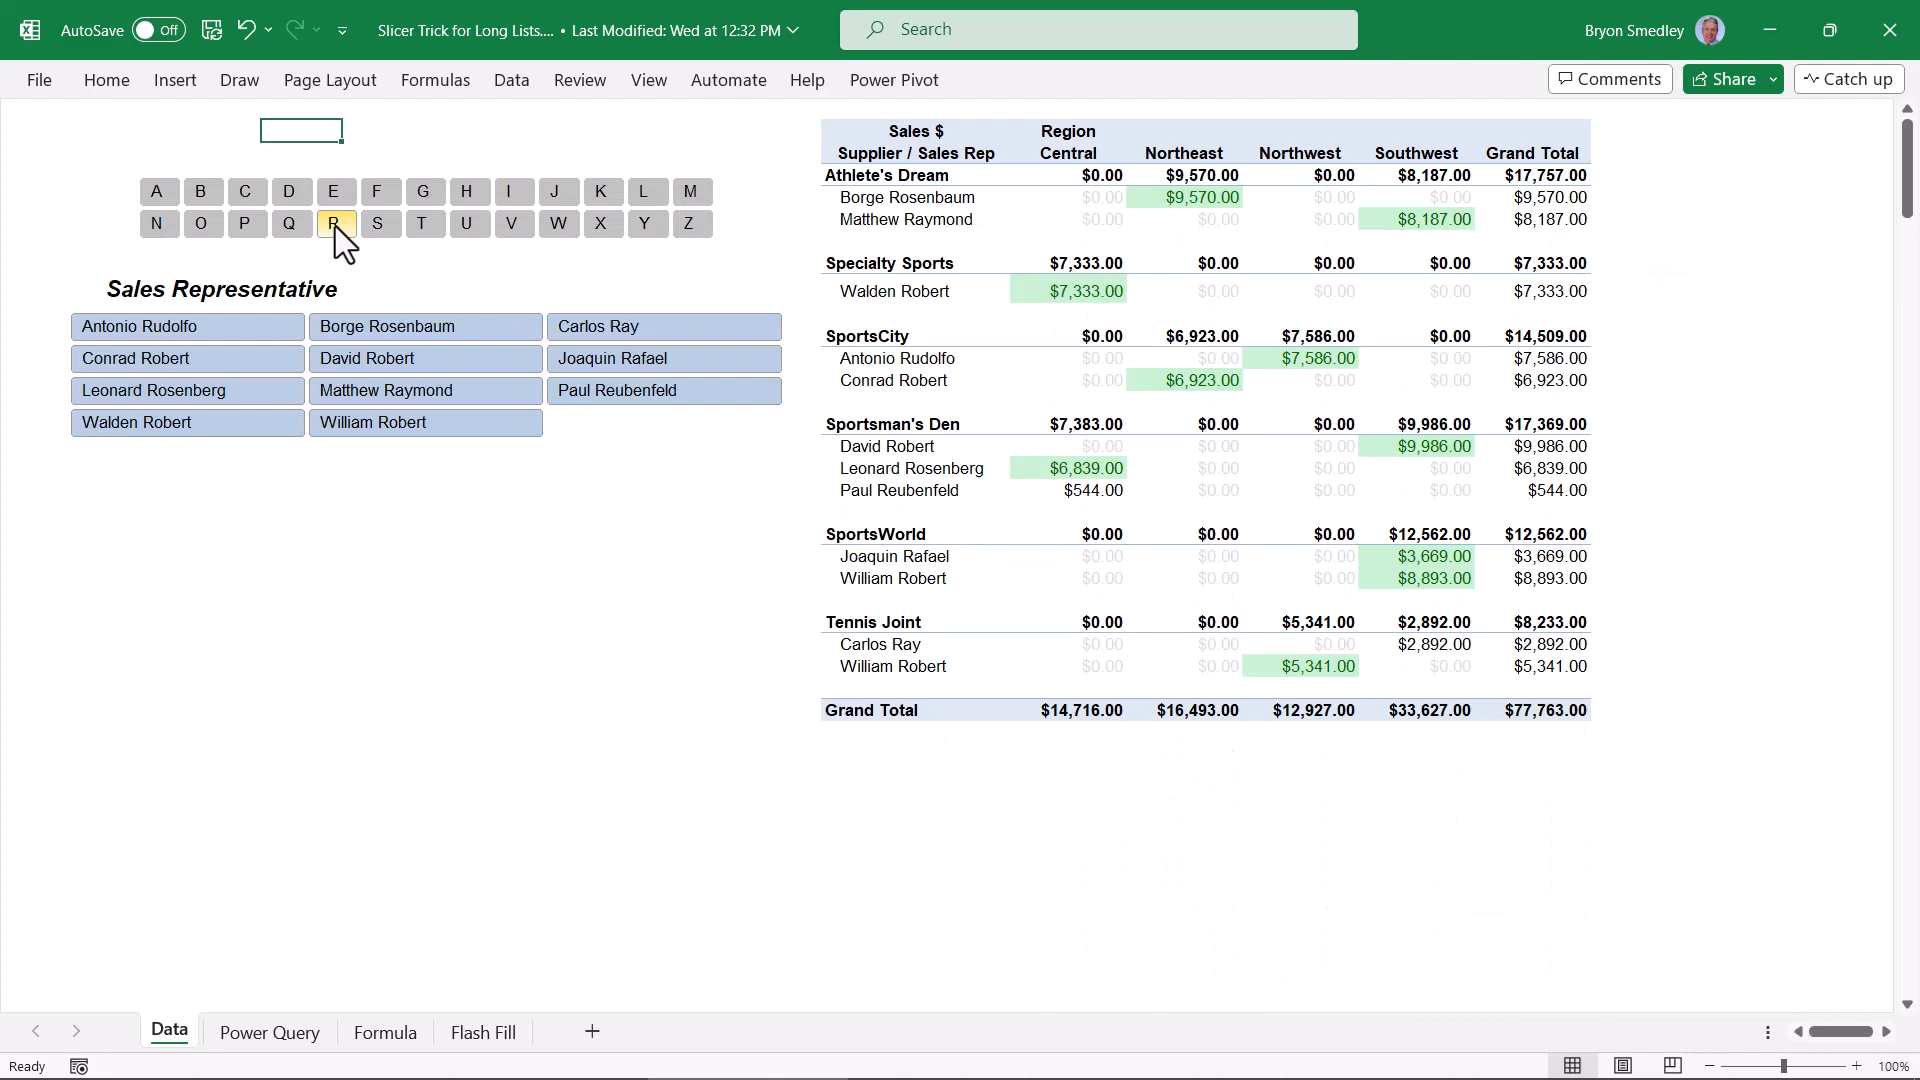 AutoSave Off Slicer Trick for Long Lists.... • Last Modified: Wed at 12:32 PM Search Bryon Smedley
File Home Insert Draw Page Layout Formulas Data Review View Automate Help Power Pivot Comments Share Catch up
A B C D E F G H I J K L M
N O P Q R S T U V W X Y Z
Sales Representative
Antonio Rudolfo Borge Rosenbaum Carlos Ray
Conrad Robert David Robert Joaquin Rafael
Leonard Rosenberg Matthew Raymond Paul Reubenfeld
Walden Robert William Robert
Sales $ Region
Supplier / Sales Rep Central Northeast Northwest Southwest Grand Total
Athlete's Dream $0.00 $9,570.00 $0.00 $8,187.00 $17,757.00
Borge Rosenbaum $0.00 $9,570.00 $0.00 $0.00 $9,570.00
Matthew Raymond $0.00 $0.00 $0.00 $8,187.00 $8,187.00
Specialty Sports $7,333.00 $0.00 $0.00 $0.00 $7,333.00
Walden Robert $7,333.00 $0.00 $0.00 $0.00 $7,333.00
SportsCity $0.00 $6,923.00 $7,586.00 $0.00 $14,509.00
Antonio Rudolfo $0.00 $0.00 $7,586.00 $0.00 $7,586.00
Conrad Robert $0.00 $6,923.00 $0.00 $0.00 $6,923.00
Sportsman's Den $7,383.00 $0.00 $0.00 $9,986.00 $17,369.00
David Robert $0.00 $0.00 $0.00 $9,986.00 $9,986.00
Leonard Rosenberg $6,839.00 $0.00 $0.00 $0.00 $6,839.00
Paul Reubenfeld $544.00 $0.00 $0.00 $0.00 $544.00
SportsWorld $0.00 $0.00 $0.00 $12,562.00 $12,562.00
Joaquin Rafael $0.00 $0.00 $0.00 $3,669.00 $3,669.00
William Robert $0.00 $0.00 $0.00 $8,893.00 $8,893.00
Tennis Joint $0.00 $0.00 $5,341.00 $2,892.00 $8,233.00
Carlos Ray $0.00 $0.00 $0.00 $2,892.00 $2,892.00
William Robert $0.00 $0.00 $5,341.00 $0.00 $5,341.00
Grand Total $14,716.00 $16,493.00 $12,927.00 $33,627.00 $77,763.00
Data Power Query Formula Flash Fill
Ready 100%